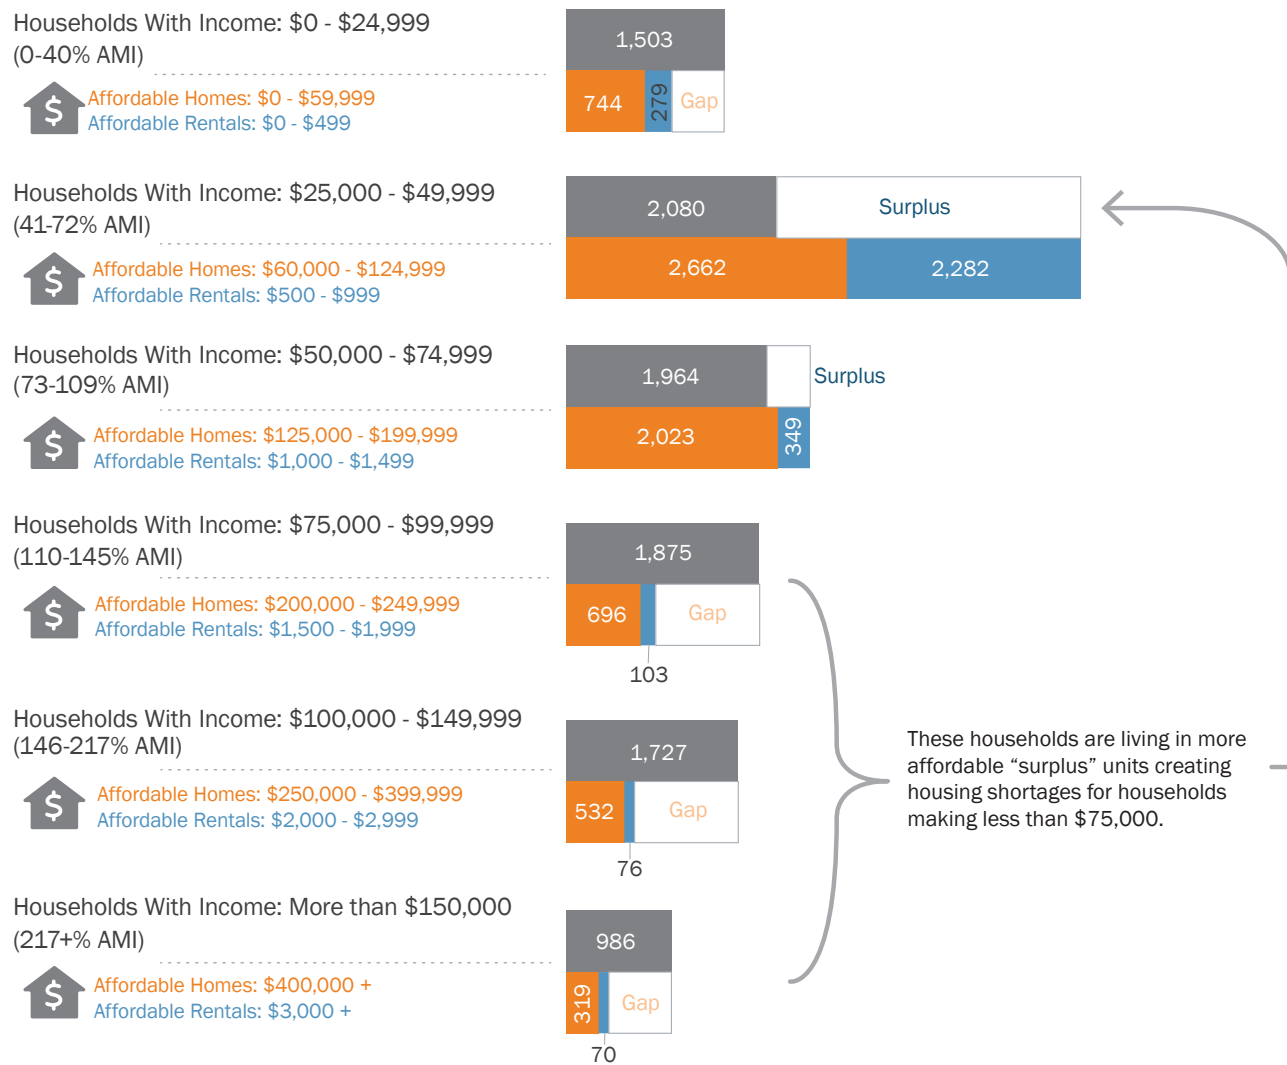 Households With Income: $0 - $24,999
(0-40% AMI)
$
Affordable Homes: $0 - $59,999
Affordable Rentals: $0 - $499
1,503
744
279
Gap
Households With Income: $25,000 - $49,999
(41-72% AMI)
$
Affordable Homes: $60,000 - $124,999
Affordable Rentals: $500 - $999
2,080
Surplus
2,662
2,282
Households With Income: $50,000 - $74,999
(73-109% AMI)
$
Affordable Homes: $125,000 - $199,999
Affordable Rentals: $1,000 - $1,499
1,964
Surplus
2,023
349
Households With Income: $75,000 - $99,999
(110-145% AMI)
$
Affordable Homes: $200,000 - $249,999
Affordable Rentals: $1,500 - $1,999
1,875
696
Gap
103
Households With Income: $100,000 - $149,999
(146-217% AMI)
$
Affordable Homes: $250,000 - $399,999
Affordable Rentals: $2,000 - $2,999
1,727
532
Gap
76
These households are living in more
affordable “surplus” units creating
housing shortages for households
making less than $75,000.
Households With Income: More than $150,000
(217+% AMI)
$
Affordable Homes: $400,000 +
Affordable Rentals: $3,000 +
986
319
Gap
70